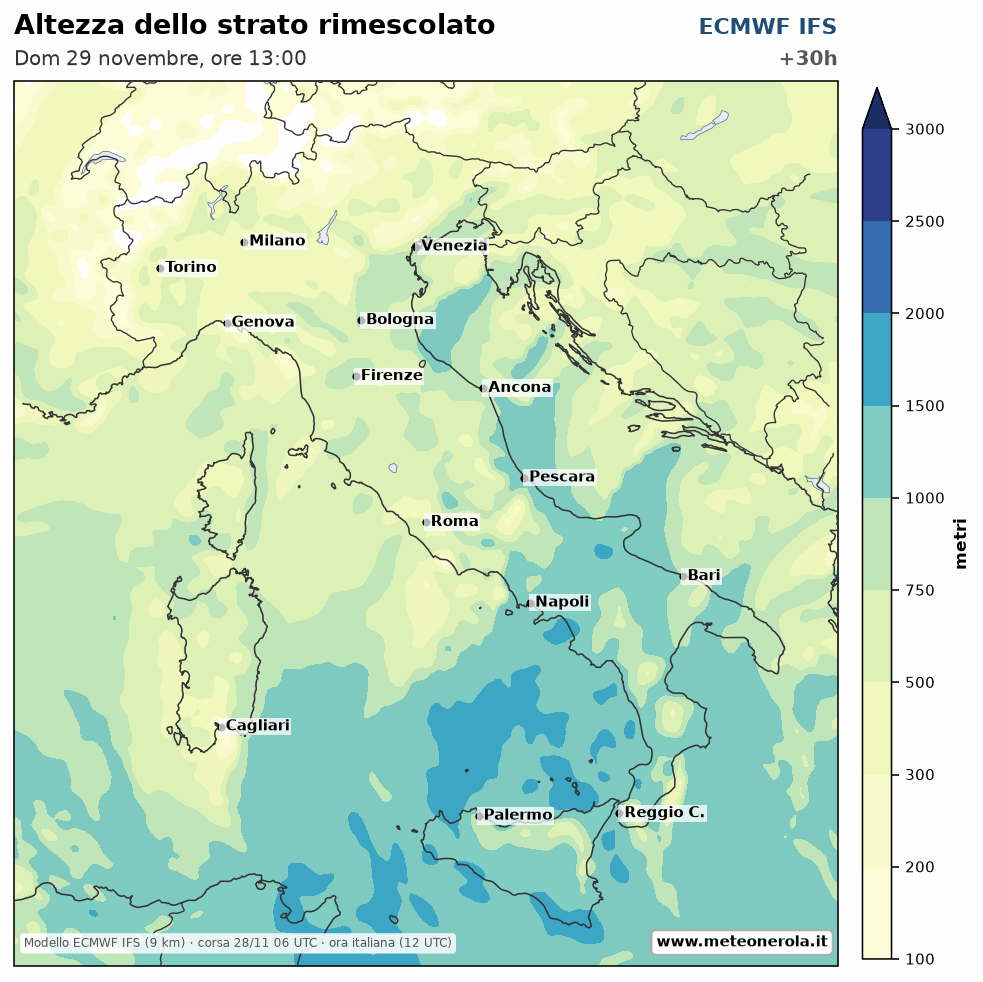 Altezza dello strato rimescolato
ECMWF IFS
Dom 29 novembre, ore 13:00
+30h
Milano
Venezia
Torino
Genova
Bologna
Firenze
Ancona
Pescara
Roma
Bari
Napoli
Cagliari
Palermo
Reggio C.
3000
2500
2000
1500
1000
750
500
300
200
100
metri
Modello ECMWF IFS (9 km) · corsa 28/11 06 UTC · ora italiana (12 UTC)
www.meteonerola.it